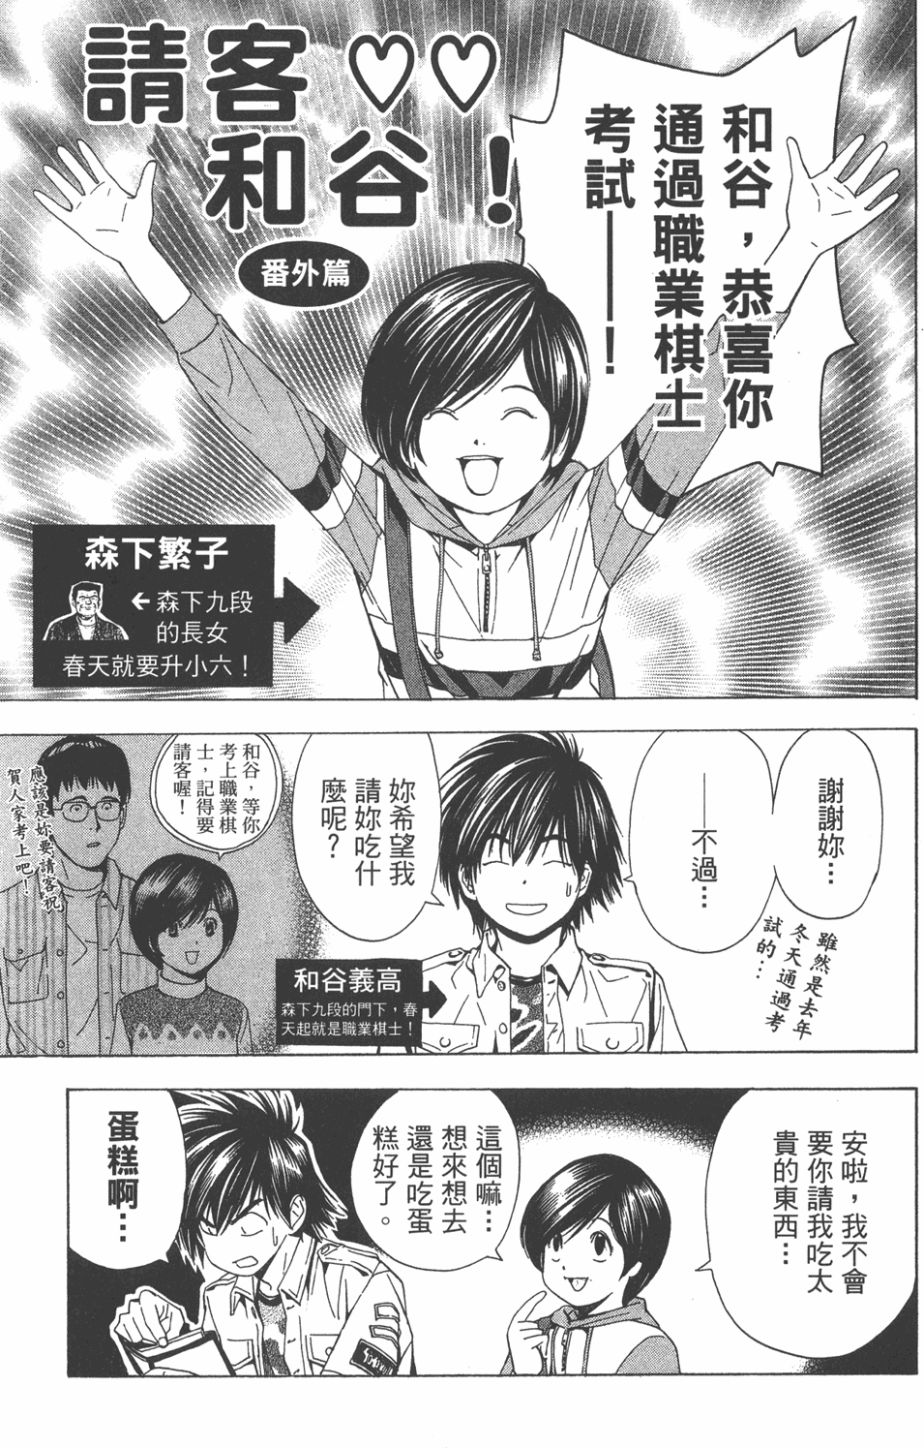 請客♡♡
和谷！
番外篇
和谷，恭喜你
通過職業棋士
考試——！
森下繁子
←森下九段
的長女
春天就要升小六！
謝謝妳…
雖然是去年
冬天通過考
試的…
——不過…
妳希望我
請妳吃什
麼呢？
和谷義高
森下九段的門下，春
天起就是職業棋士！
和谷，等你
考上職業棋
士，記得要
請客喔！
應該是妳要請客祝
賀人家考上吧！
安啦，我不會
要你請我吃太
貴的東西…
這個嘛…
想來想去
還是吃蛋
糕好了。
蛋糕啊…